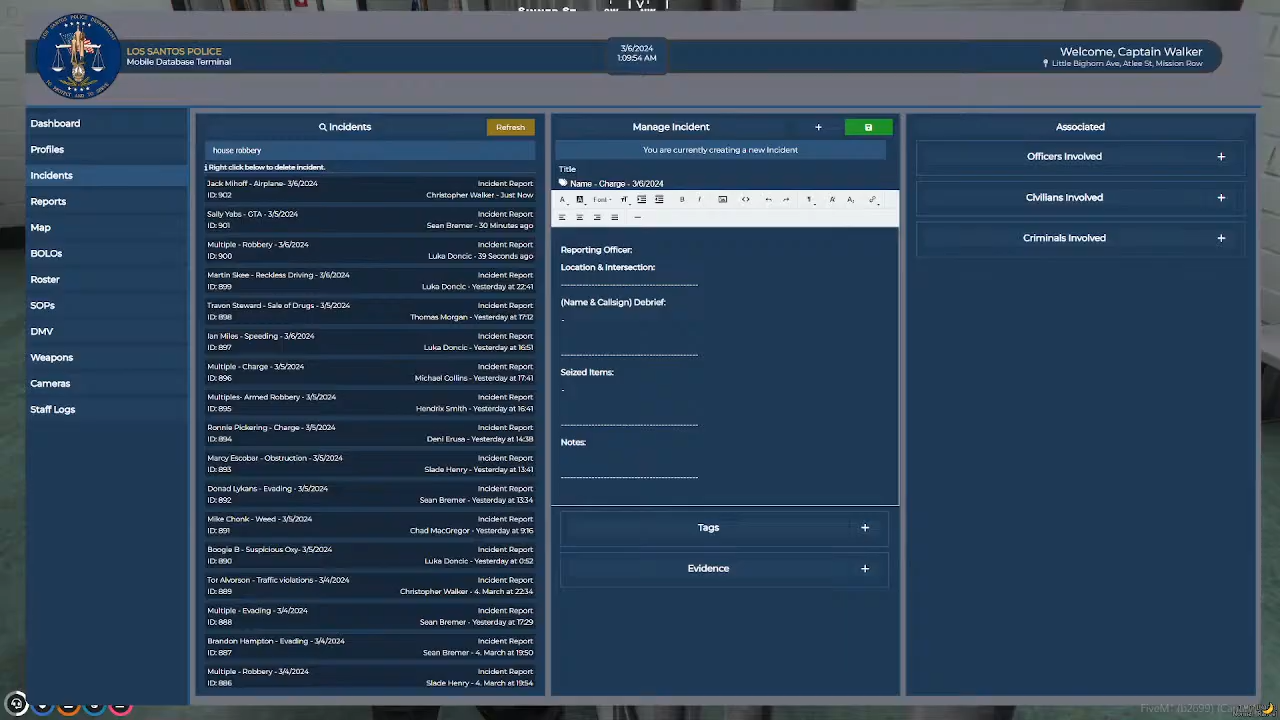 LOS SANTOS POLICE
Mobile Database Terminal
3/6/2024
1:09:54 AM
Welcome, Captain Walker
Little Bighorn Ave, Atlee St, Mission Row
Dashboard
Profiles
Incidents
Reports
Map
BOLOs
Roster
SOPs
DMV
Weapons
Cameras
Staff Logs
Incidents
Refresh
house robbery
Right click below to delete incident.
Jack Mihoff - Airplane- 3/6/2024 Incident Report
ID: 902 Christopher Walker - Just Now
Sally Yabs - GTA - 3/5/2024 Incident Report
ID: 901 Sean Bremer - 30 Minutes ago
Multiple - Robbery - 3/6/2024 Incident Report
ID: 900 Luka Doncic - 39 Seconds ago
Martin Skee - Reckless Driving - 3/6/2024 Incident Report
ID: 899 Luka Doncic - Yesterday at 22:41
Travon Steward - Sale of Drugs - 3/5/2024 Incident Report
ID: 898 Thomas Morgan - Yesterday at 17:12
Ian Miles - Speeding - 3/6/2024 Incident Report
ID: 897 Luka Doncic - Yesterday at 16:51
Multiple - Charge - 3/5/2024 Incident Report
ID: 896 Michael Collins - Yesterday at 17:41
Multiples- Armed Robbery - 3/5/2024 Incident Report
ID: 895 Hendrix Smith - Yesterday at 16:41
Ronnie Pickering - Charge - 3/5/2024 Incident Report
ID: 894 Deni Erusa - Yesterday at 14:38
Marcy Escobar - Obstruction - 3/5/2024 Incident Report
ID: 893 Slade Henry - Yesterday at 13:41
Donad Lykans - Evading - 3/5/2024 Incident Report
ID: 892 Sean Bremer - Yesterday at 13:34
Mike Chonk - Weed - 3/5/2024 Incident Report
ID: 891 Chad MacGregor - Yesterday at 9:16
Boogie B - Suspicious Oxy- 3/5/2024 Incident Report
ID: 890 Luka Doncic - Yesterday at 0:52
Tor Alvorson - Traffic violations - 3/4/2024 Incident Report
ID: 889 Christopher Walker - 4. March at 22:34
Multiple - Evading - 3/4/2024 Incident Report
ID: 888 Sean Bremer - Yesterday at 17:29
Brandon Hampton - Evading - 3/4/2024 Incident Report
ID: 887 Sean Bremer - 4. March at 19:50
Multiple - Robbery - 3/4/2024 Incident Report
ID: 886 Slade Henry - 4. March at 19:54
Manage Incident
You are currently creating a new Incident
Title
Name - Charge - 3/6/2024
Font
Reporting Officer:
Location & Intersection:
(Name & Callsign) Debrief:
-
Seized Items:
-
Notes:
Tags
Evidence
Associated
Officers Involved
Civilians Involved
Criminals Involved